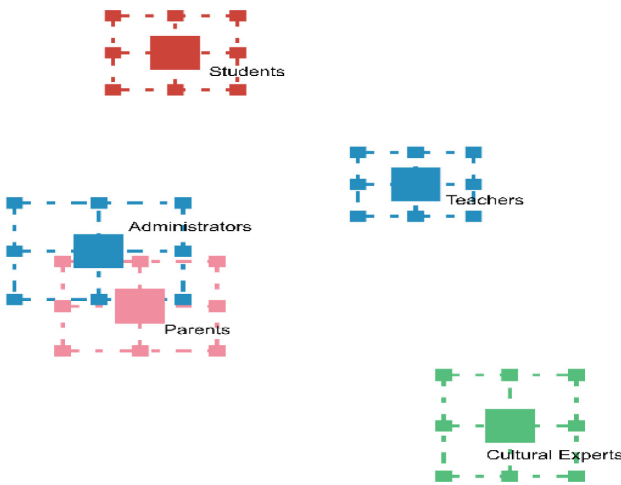 Students
Teachers
Administrators
Parents
Cultural Experts